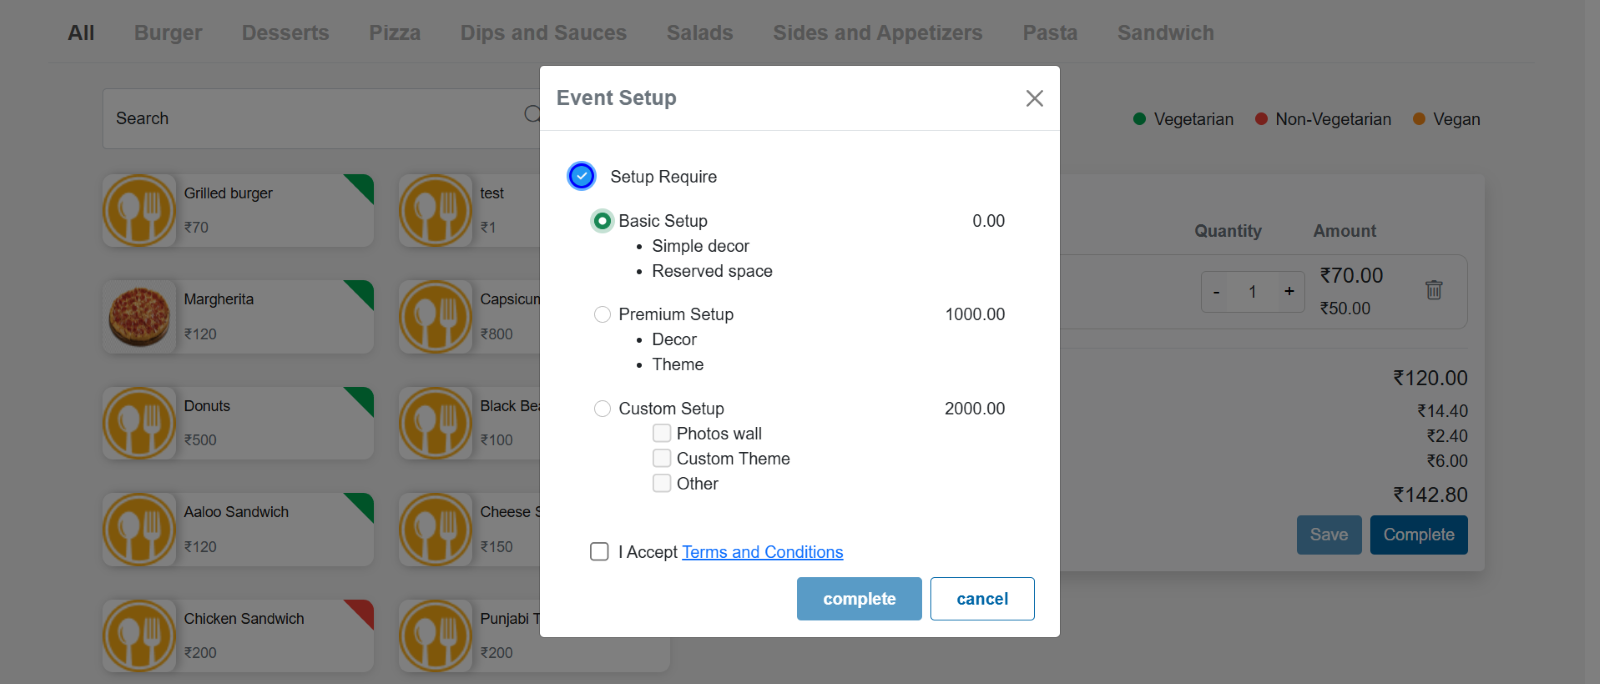 All Burger Desserts Pizza Dips and Sauces Salads Sides and Appetizers Pasta Sandwich
Search
Vegetarian Non-Vegetarian Vegan
Grilled burger
₹70
test
₹1
Margherita
₹120
Capsicum
₹800
Donuts
₹500
Black
₹100
Aaloo Sandwich
₹120
Cheese
₹150
Chicken Sandwich
₹200
Punjabi
₹200
Event Setup
Setup Require
Basic Setup 0.00
• Simple decor
• Reserved space
Premium Setup 1000.00
• Decor
• Theme
Custom Setup 2000.00
Photos wall
Custom Theme
Other
I Accept Terms and Conditions
complete cancel
Quantity Amount
- 1 + ₹70.00
₹50.00
₹120.00
₹14.40
₹2.40
₹6.00
₹142.80
Save Complete